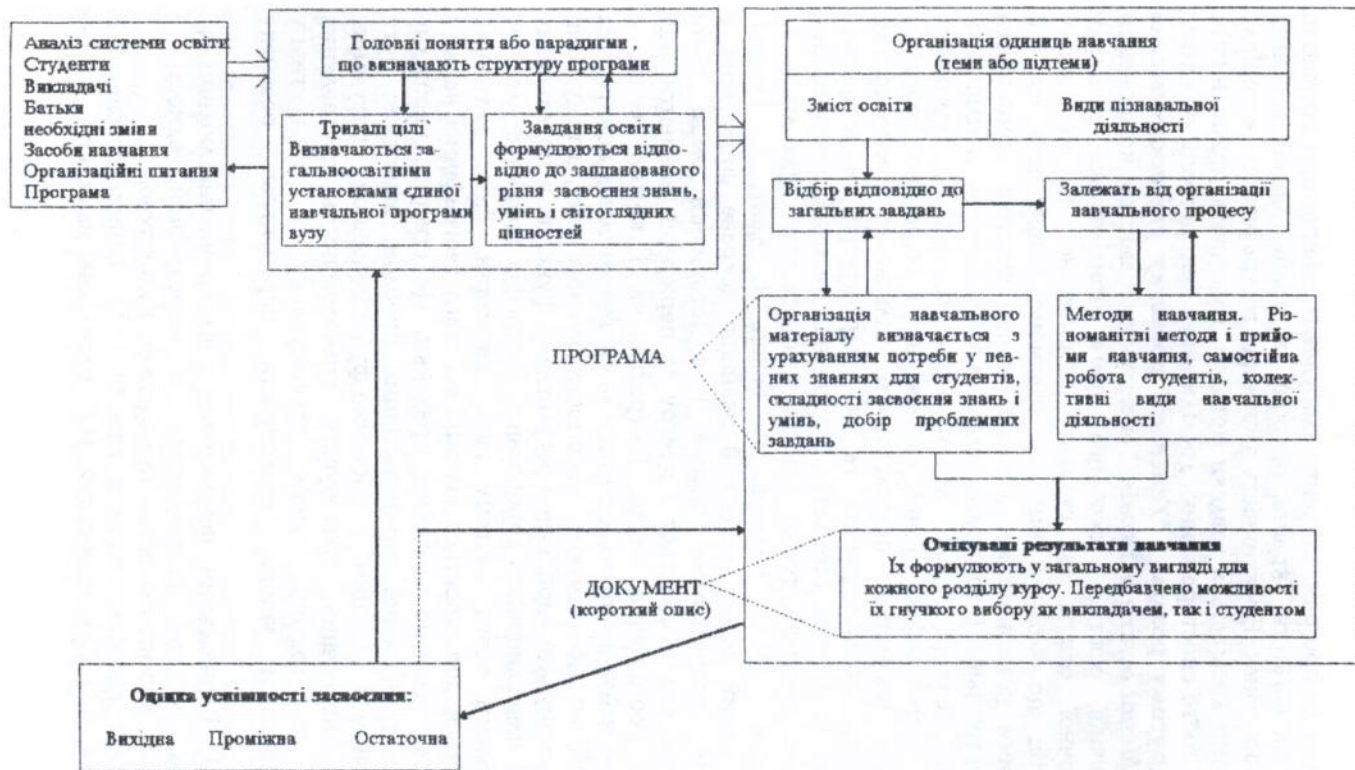 Аналіз системи освіти
Студенти
Викладачі
Батьки
необхідні зміни
Засоби навчання
Організаційні питання
Програма
Головні поняття або парадигми ,
що визначають структуру програми
Тривалі цілі
Визначаються за-
гальноосвітніми
установками єдиної
навчальної програми
вузу
Завдання освіти
формулюються відпо-
відно до запланованого
рівня засвоєння знань,
умінь і світоглядних
цінностей
Організація одиниць навчання
(теми або підтеми)
Зміст освіти
Види пізнавальної
діяльності
Відбір відповідно до
загальних завдань
Залежать від організації
навчального процесу
Організація навчального
матеріалу визначається з
урахуванням потреби у пев-
них знаннях для студентів,
складності засвоєння знань і
умінь, добір проблемних
завдань
Методи навчання. Різ-
номанітні методи і прийо-
ми навчання, самостійна
робота студентів, колек-
тивні види навчальної
діяльності
ПРОГРАМА
Очікувані результати навчання
Їх формулюють у загальному вигляді для
кожного розділу курсу. Передбавчено можливості
їх гнучкого вибору як викладачем, так і студентом
ДОКУМЕНТ
(короткий опис)
Оцінка успішності засвоєння:
Вихідна Проміжна Остаточна